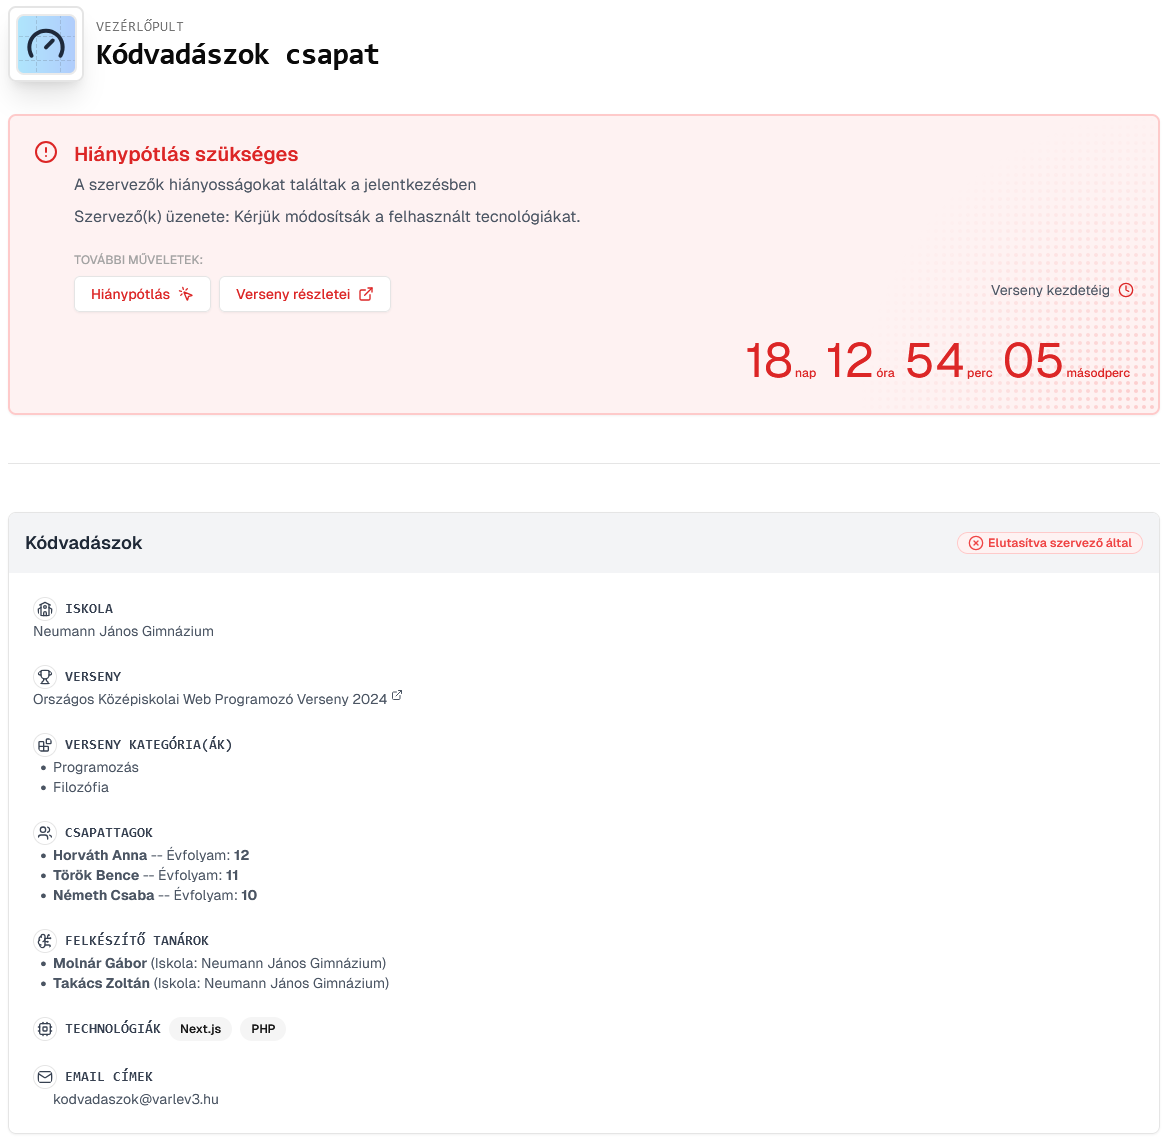 VEZÉRLŐPULT
Kódvadászok csapat
Hiánypótlás szükséges
A szervezők hiányosságokat találtak a jelentkezésben
Szervező(k) üzenete: Kérjük módosítsák a felhasznált tecnológiákat.
TOVÁBBI MŰVELETEK:
Hiánypótlás Verseny részletei
Verseny kezdetéig
18 nap 12 óra 54 perc 05 másodperc
Kódvadászok
Elutasítva szervező által
ISKOLA
Neumann János Gimnázium
VERSENY
Országos Középiskolai Web Programozó Verseny 2024
VERSENY KATEGÓRIA(ÁK)
• Programozás
• Filozófia
CSAPATTAGOK
• Horváth Anna -- Évfolyam: 12
• Török Bence -- Évfolyam: 11
• Németh Csaba -- Évfolyam: 10
FELKÉSZÍTŐ TANÁROK
• Molnár Gábor (Iskola: Neumann János Gimnázium)
• Takács Zoltán (Iskola: Neumann János Gimnázium)
TECHNOLÓGIÁK Next.js PHP
EMAIL CÍMEK
kodvadaszok@varlev3.hu